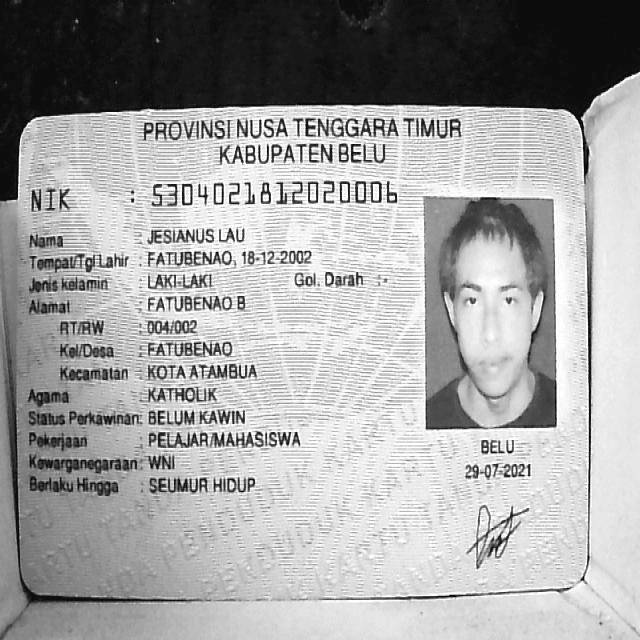 PROVINSI NUSA TENGGARA TIMUR
KABUPATEN BELU
NIK : 5304021812020006
Nama : JESIANUS LAU
Tempat/Tgl Lahir : FATUBENAO, 18-12-2002
Jenis kelamin : LAKI-LAKI Gol. Darah : -
Alamat : FATUBENAO B
RT/RW : 004/002
Kel/Desa : FATUBENAO
Kecamatan : KOTA ATAMBUA
Agama : KATHOLIK
Status Perkawinan: BELUM KAWIN
Pekerjaan : PELAJAR/MAHASISWA
Kewarganegaraan: WNI
Berlaku Hingga : SEUMUR HIDUP
BELU
29-07-2021